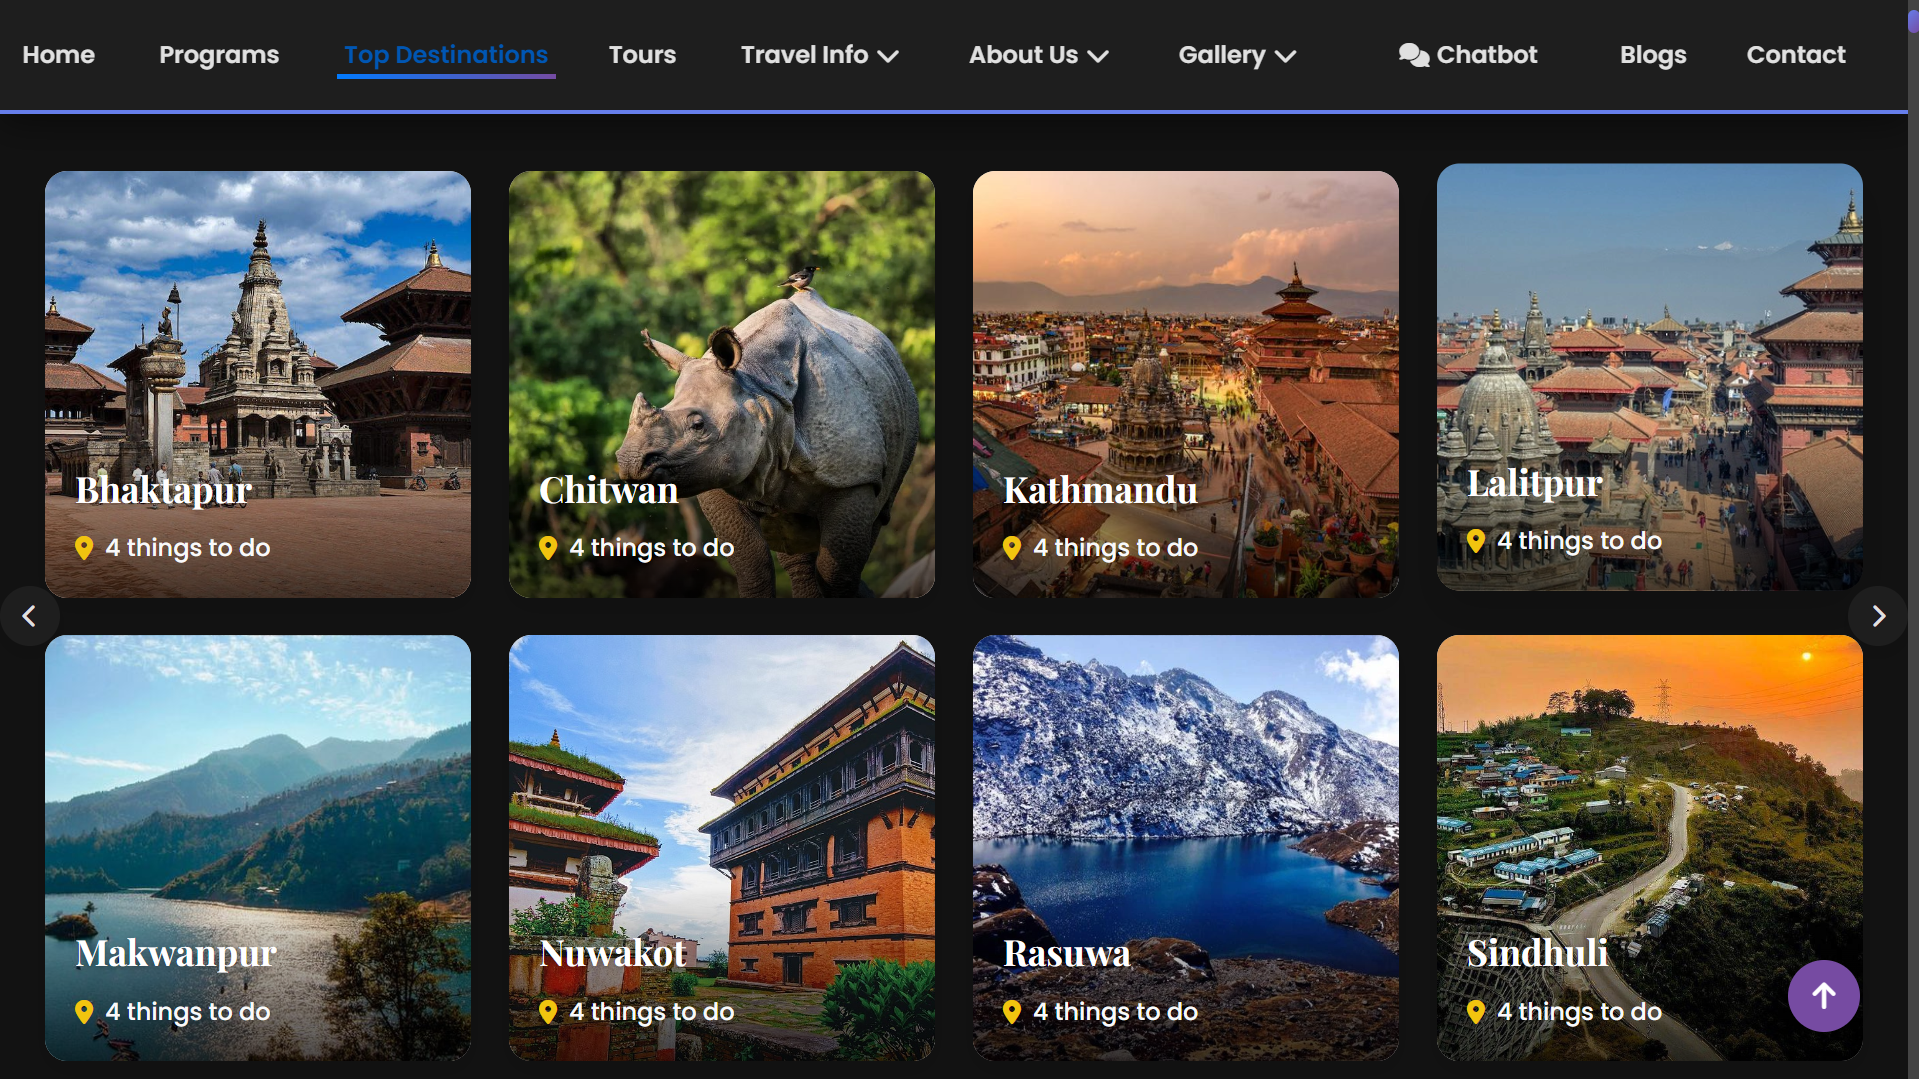 Home Programs Top Destinations Tours Travel Info About Us Gallery Chatbot Blogs Contact
Bhaktapur
4 things to do
Chitwan
4 things to do
Kathmandu
4 things to do
Lalitpur
4 things to do
Makwanpur
4 things to do
Nuwakot
4 things to do
Rasuwa
4 things to do
Sindhuli
4 things to do